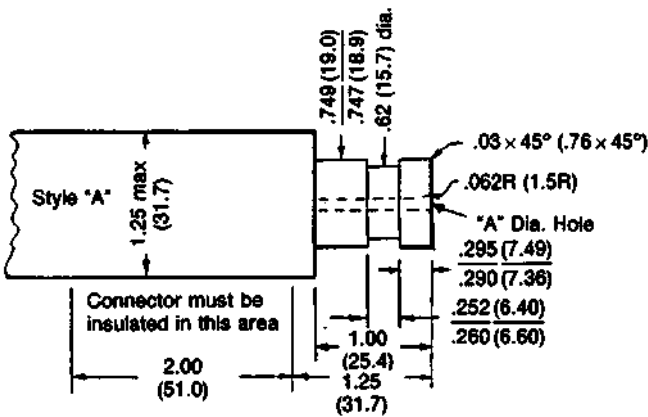 .749 (19.0)
.747 (18.9)
.62 (15.7) dia.
.03 × 45° (.76 × 45°)
.062R (1.5R)
"A" Dia. Hole
Style "A"
1.25 max
(31.7)
.295 (7.49)
.290 (7.36)
.252 (6.40)
.260 (6.60)
Connector must be
insulated in this area
1.00
(25.4)
2.00
(51.0)
1.25
(31.7)